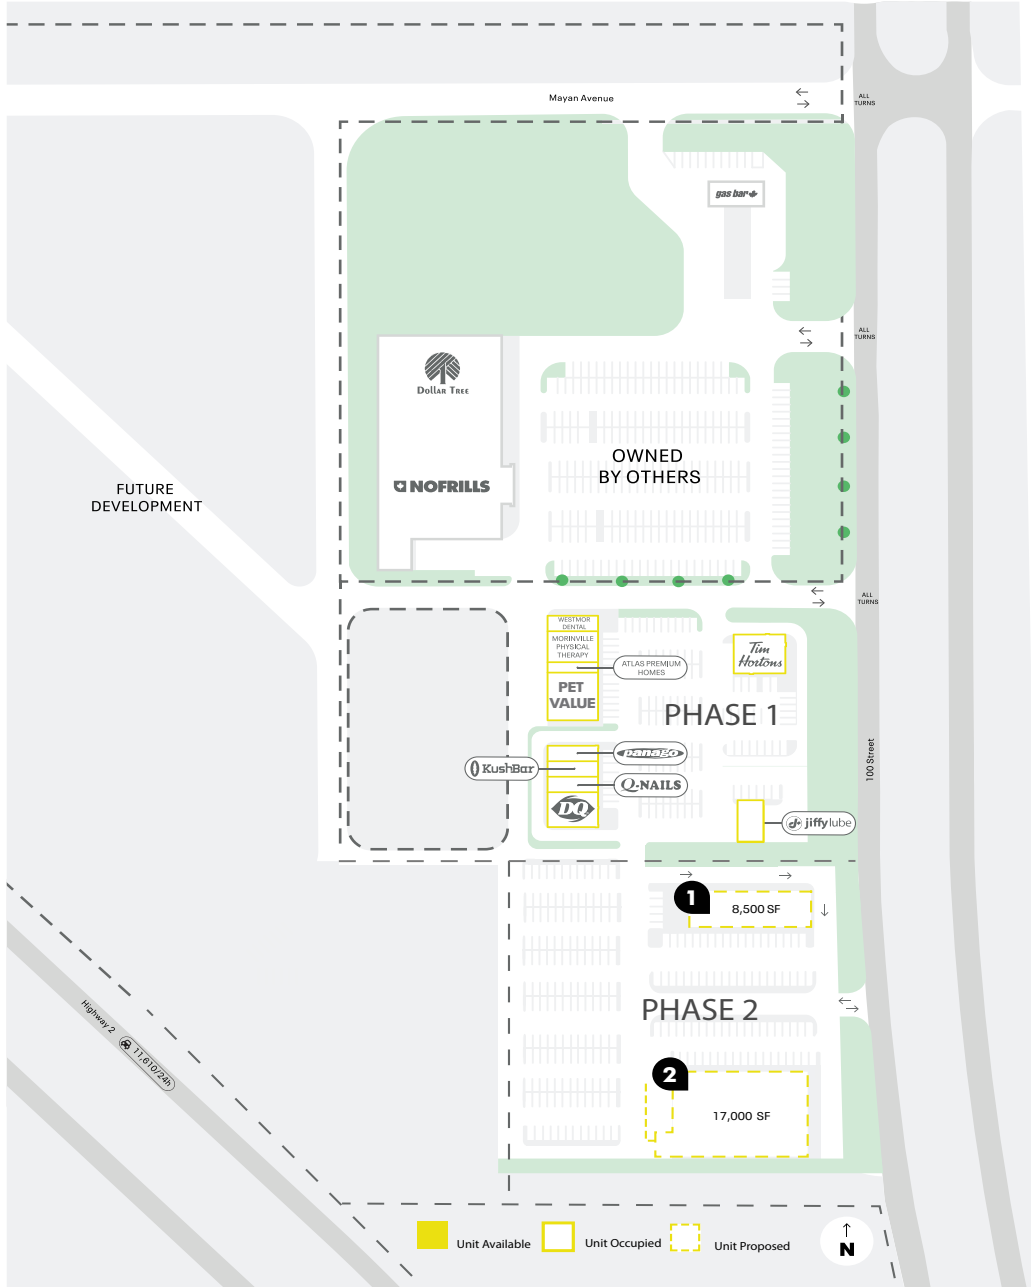 Mayan Avenue
ALL
TURNS
gas bar
ALL
TURNS
DOLLAR TREE
NOFRILLS
OWNED
BY OTHERS
FUTURE
DEVELOPMENT
ALL
TURNS
WESTMOR
DENTAL
MORINVILLE
PHYSICAL
THERAPY
ATLAS PREMIUM
HOMES
PET
VALUE
Tim
Hortons
PHASE 1
panago
KushBar
Q-NAILS
DQ
jiffylube
100 Street
1
8,500 SF
PHASE 2
Highway 2
11,610/24h
2
17,000 SF
Unit Available
Unit Occupied
Unit Proposed
N